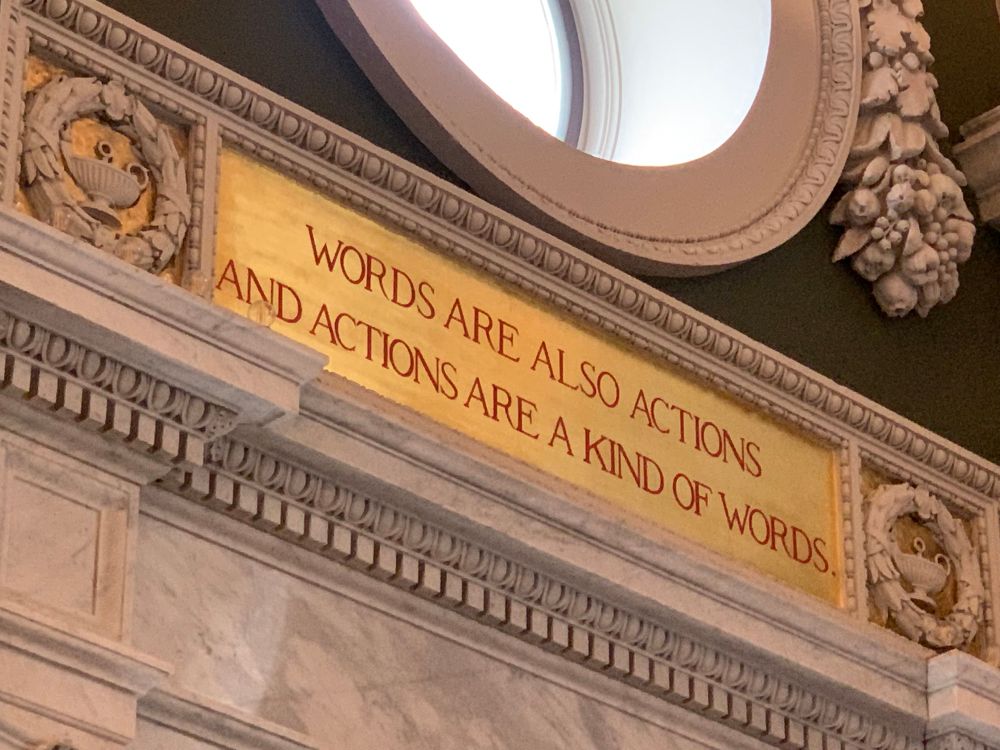 WORDS ARE ALSO ACTIONS
AND ACTIONS ARE A KIND OF WORDS.